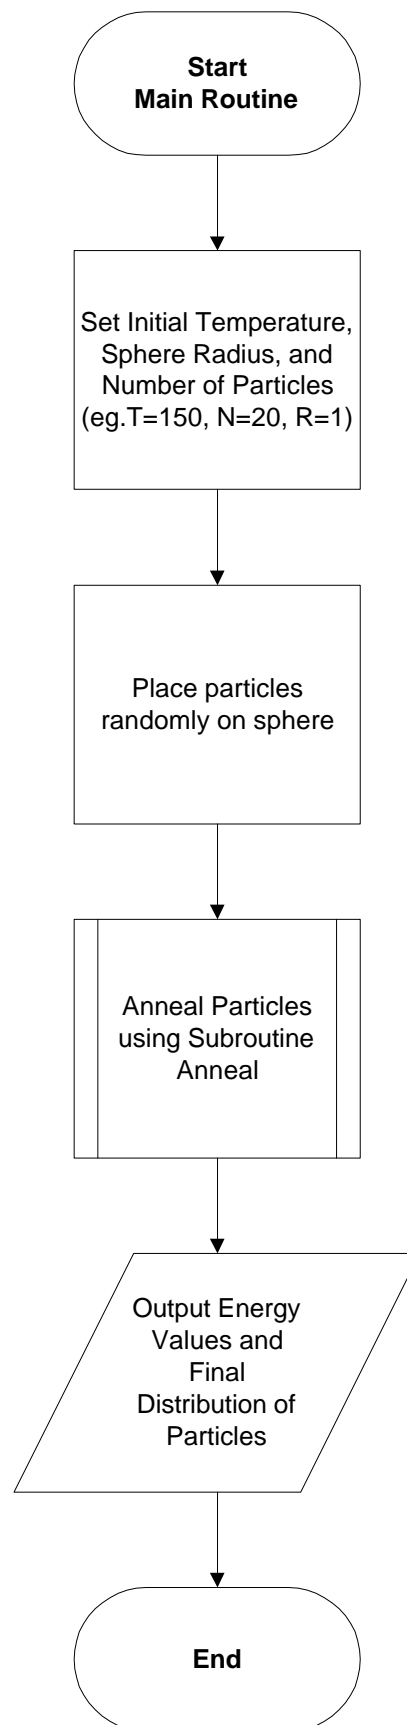 Start
Main Routine
Set Initial Temperature,
Sphere Radius, and
Number of Particles
(eg.T=150, N=20, R=1)
Place particles
randomly on sphere
Anneal Particles
using Subroutine
Anneal
Output Energy
Values and
Final
Distribution of
Particles
End